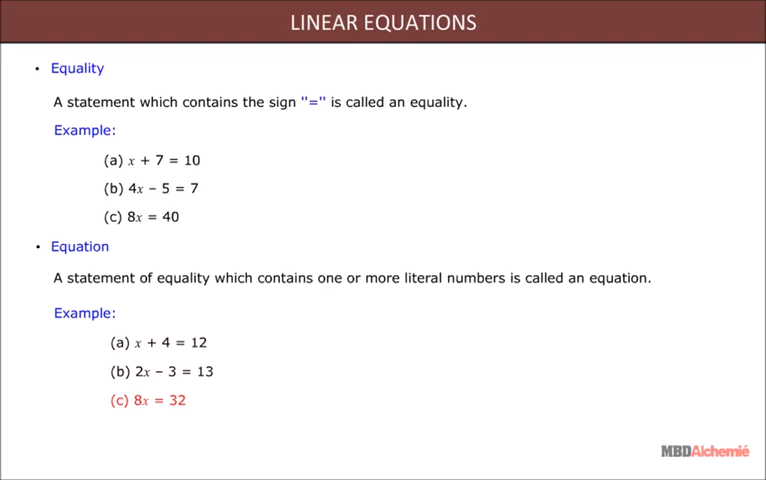 LINEAR EQUATIONS
• Equality
A statement which contains the sign "=" is called an equality.
Example:
(a) x + 7 = 10
(b) 4x – 5 = 7
(c) 8x = 40
• Equation
A statement of equality which contains one or more literal numbers is called an equation.
Example:
(a) x + 4 = 12
(b) 2x – 3 = 13
(c) 8x = 32
MBDAlchemié